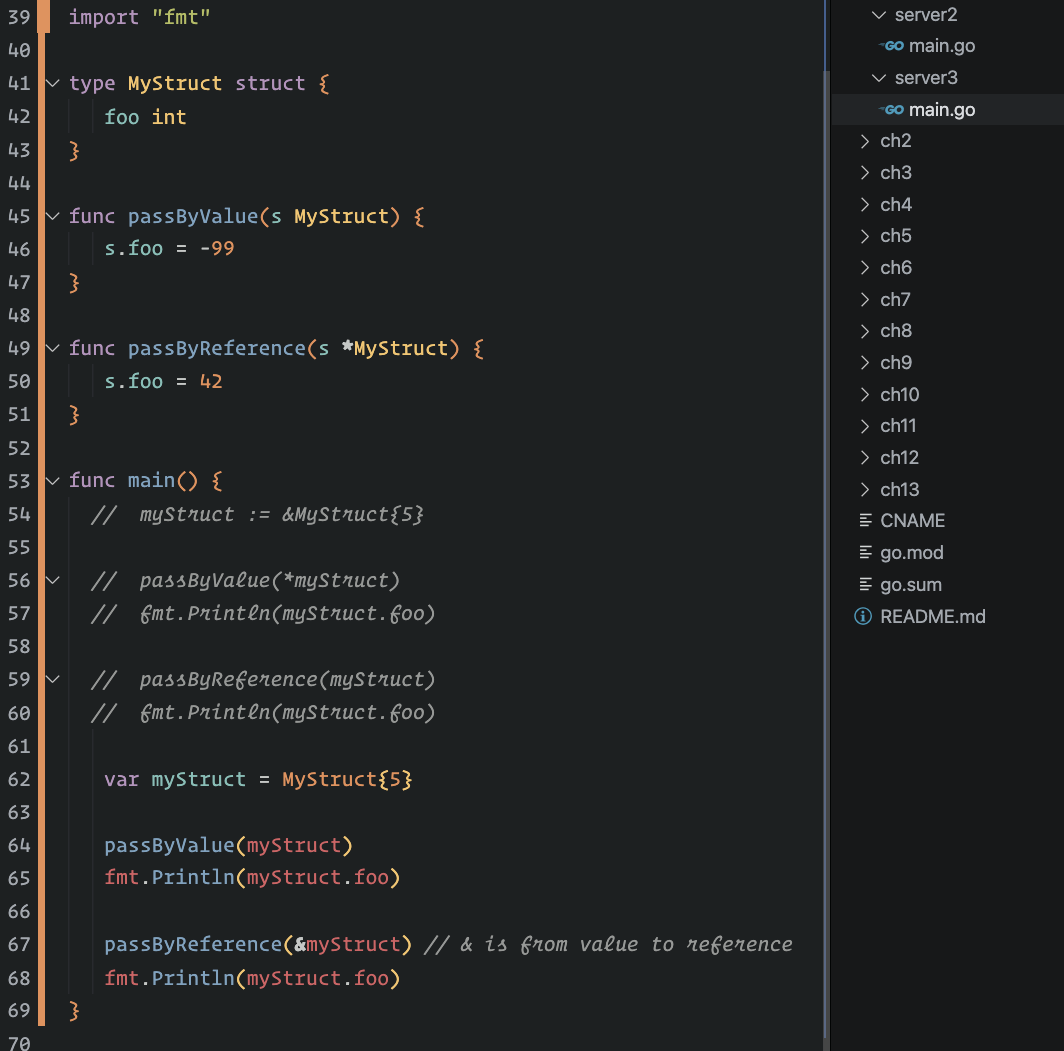 39 import "fmt"
40
41 type MyStruct struct {
42 foo int
43 }
44
45 func passByValue(s MyStruct) {
46 s.foo = -99
47 }
48
49 func passByReference(s *MyStruct) {
50 s.foo = 42
51 }
52
53 func main() {
54 // myStruct := &MyStruct{5}
55
56 // passByValue(*myStruct)
57 // fmt.Println(myStruct.foo)
58
59 // passByReference(myStruct)
60 // fmt.Println(myStruct.foo)
61
62 var myStruct = MyStruct{5}
63
64 passByValue(myStruct)
65 fmt.Println(myStruct.foo)
66
67 passByReference(&myStruct) // & is from value to reference
68 fmt.Println(myStruct.foo)
69 }
70
server2
GO main.go
server3
GO main.go
ch2
ch3
ch4
ch5
ch6
ch7
ch8
ch9
ch10
ch11
ch12
ch13
CNAME
go.mod
go.sum
README.md